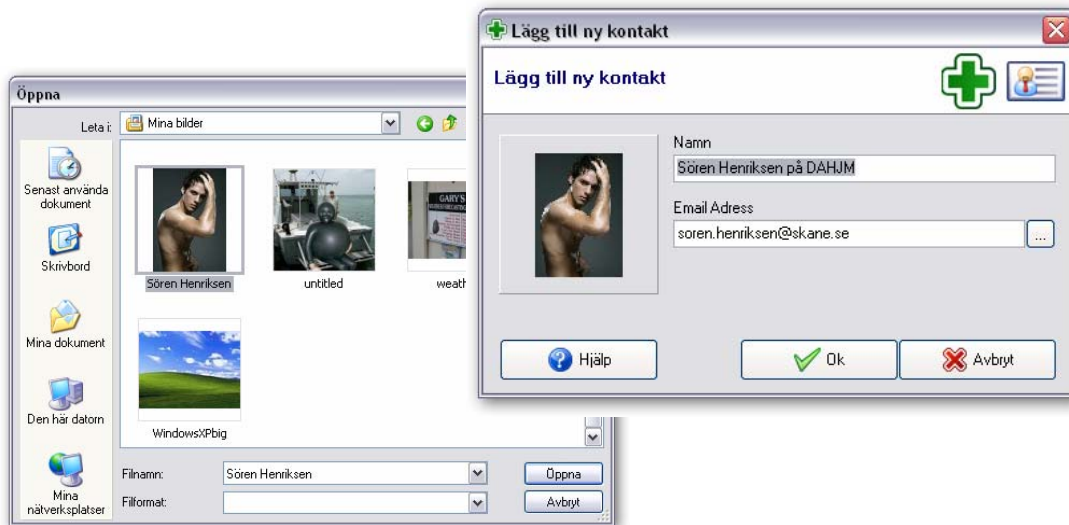 Lägg till ny kontakt
Lägg till ny kontakt
Namn
Sören Henriksen på DAHJM
Email Adress
soren.henriksen@skane.se
...
Hjälp
Ok
Avbryt
Öppna
Leta i:
Mina bilder
Senast använda
dokument
Skrivbord
Mina dokument
Den här datorn
Mina
nätverksplatser
Sören Henriksen
untitled
GARY'S
weath
WindowsXPbig
Filnamn:
Sören Henriksen
Öppna
Filformat:
Avbryt